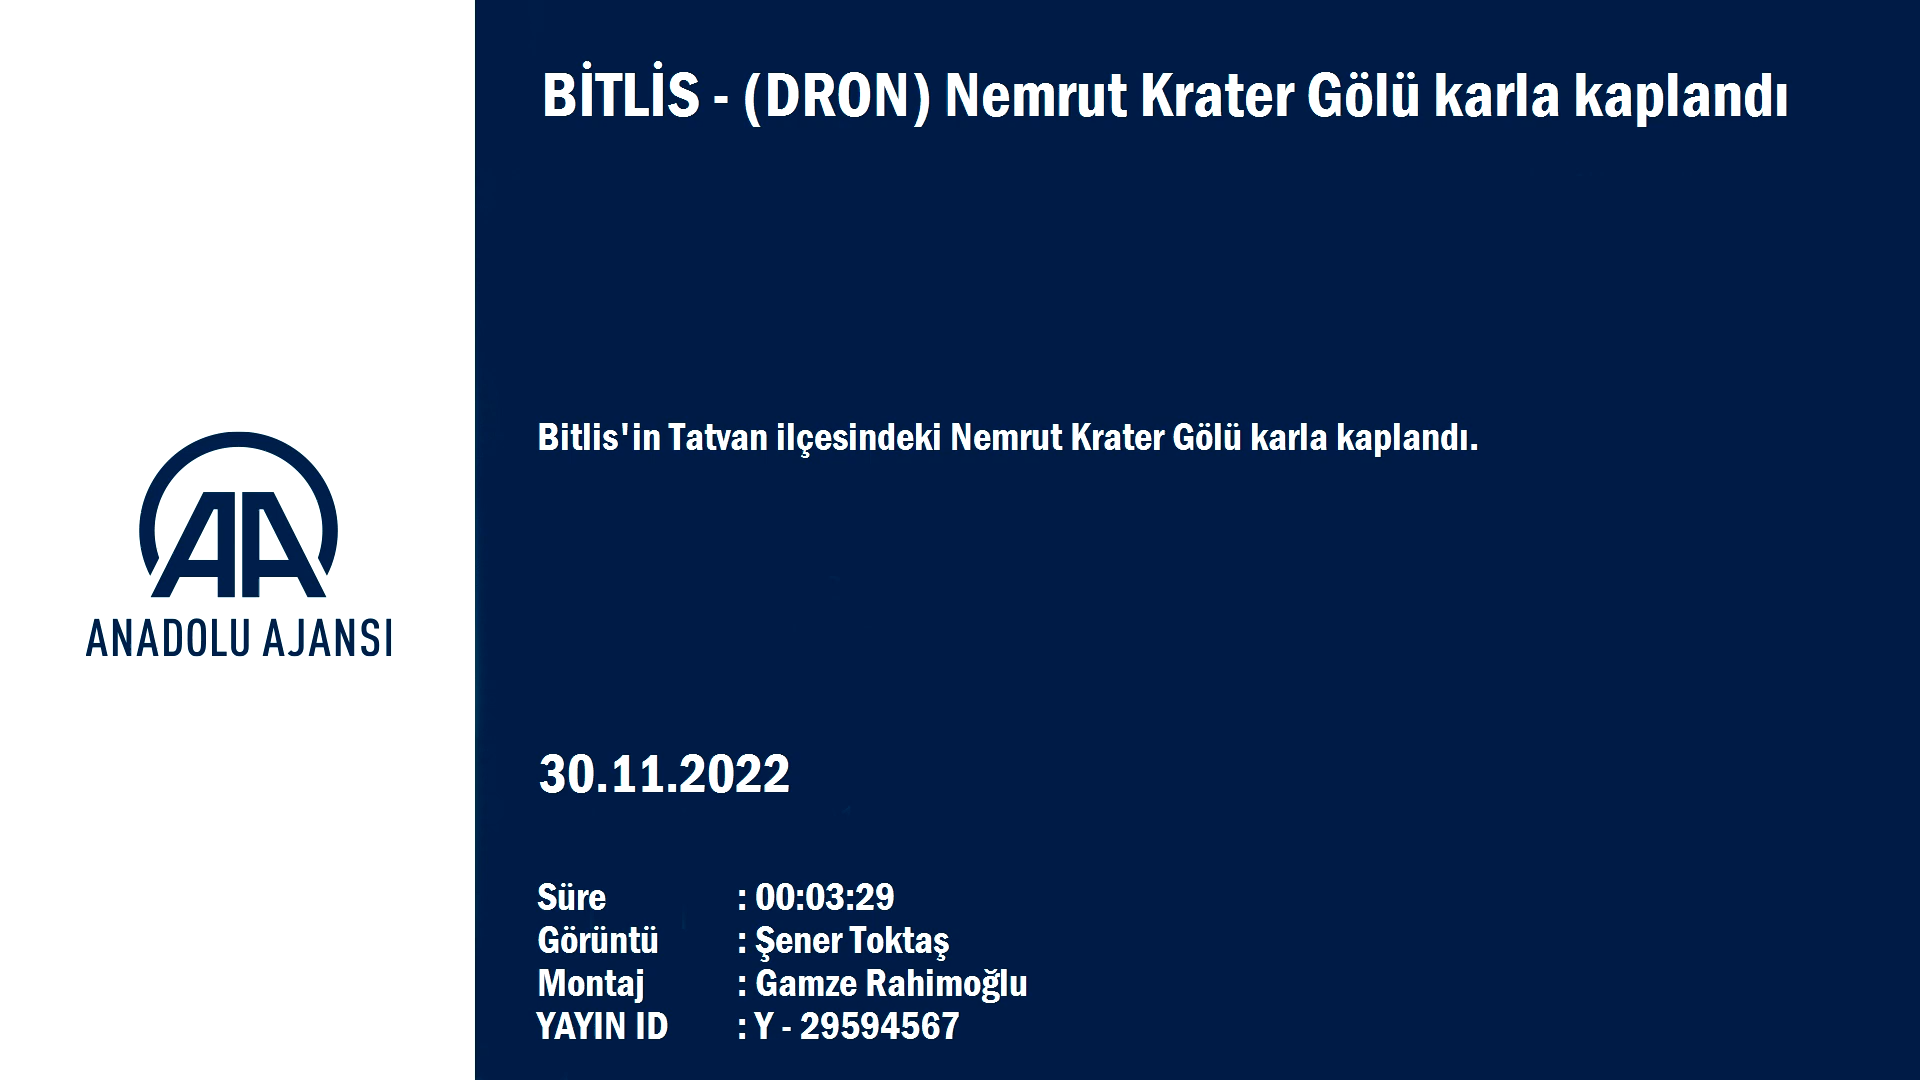 BİTLİS - (DRON) Nemrut Krater Gölü karla kaplandı
Bitlis'in Tatvan ilçesindeki Nemrut Krater Gölü karla kaplandı.
AA
ANADOLU AJANSI
30.11.2022
Süre : 00:03:29
Görüntü : Şener Toktaş
Montaj : Gamze Rahimoğlu
YAYIN ID : Y - 29594567